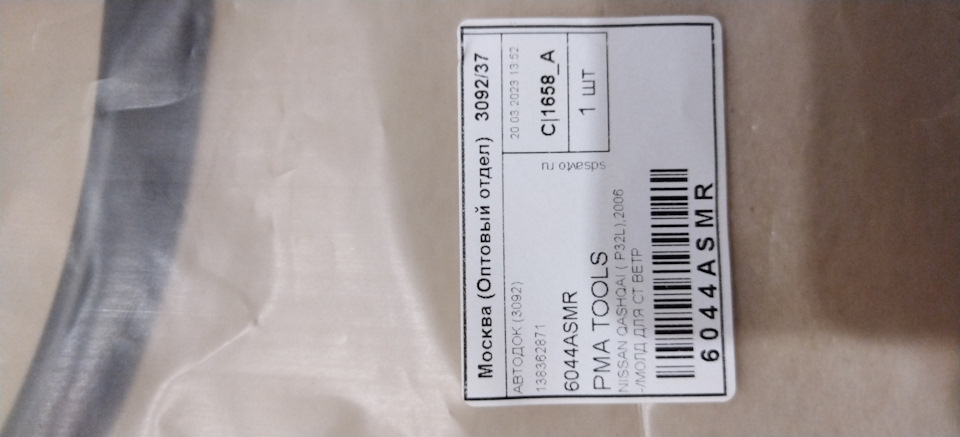 Москва (Оптовый отдел) 3092/37
АВТОДОК (3092)
20 03 2023 13:52
138362871
C|1658_A
6044ASMR
1 ШТ
PMA TOOLS
sdsauto ru
NISSAN QASHQAI ( P32L),2006
-/МОЛД ДЛЯ СТ ВЕТР
6044ASMR